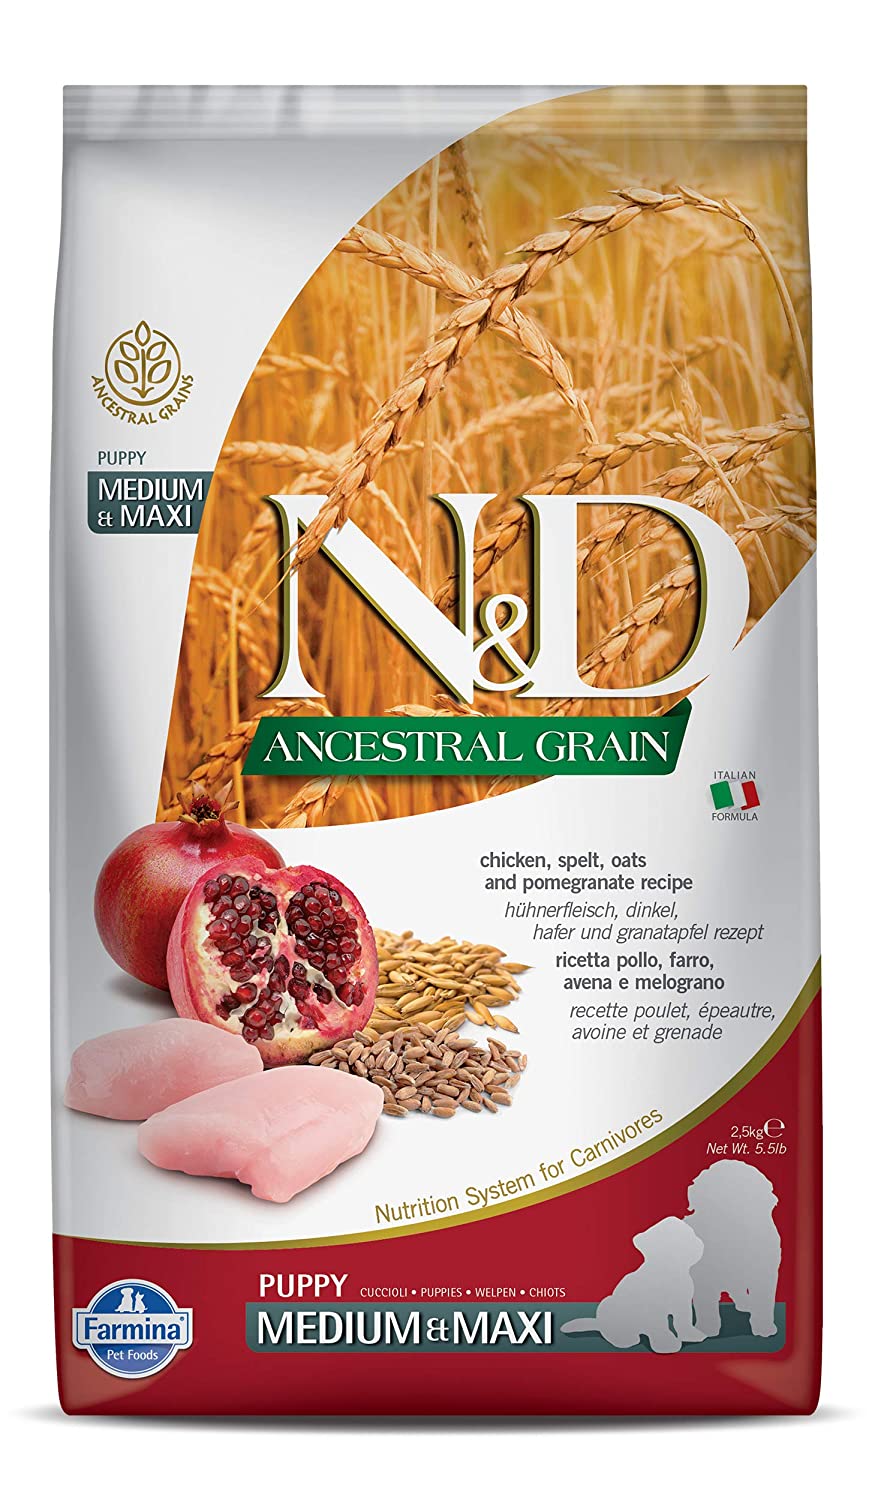 ANCESTRAL GRAINS
PUPPY
MEDIUM
& MAXI
N&D
ANCESTRAL GRAIN
ITALIAN
FORMULA
chicken, spelt, oats
and pomegranate recipe
hühnerfleisch, dinkel,
hafer und granatapfel rezept
ricetta pollo, farro,
avena e melograno
recette poulet, épeautre,
avoine et grenade
2,5kg℮
Net Wt. 5.5lb
Nutrition System for Carnivores
PUPPY CUCCIOLI • PUPPIES • WELPEN • CHIOTS
MEDIUM & MAXI
Farmina®
Pet Foods